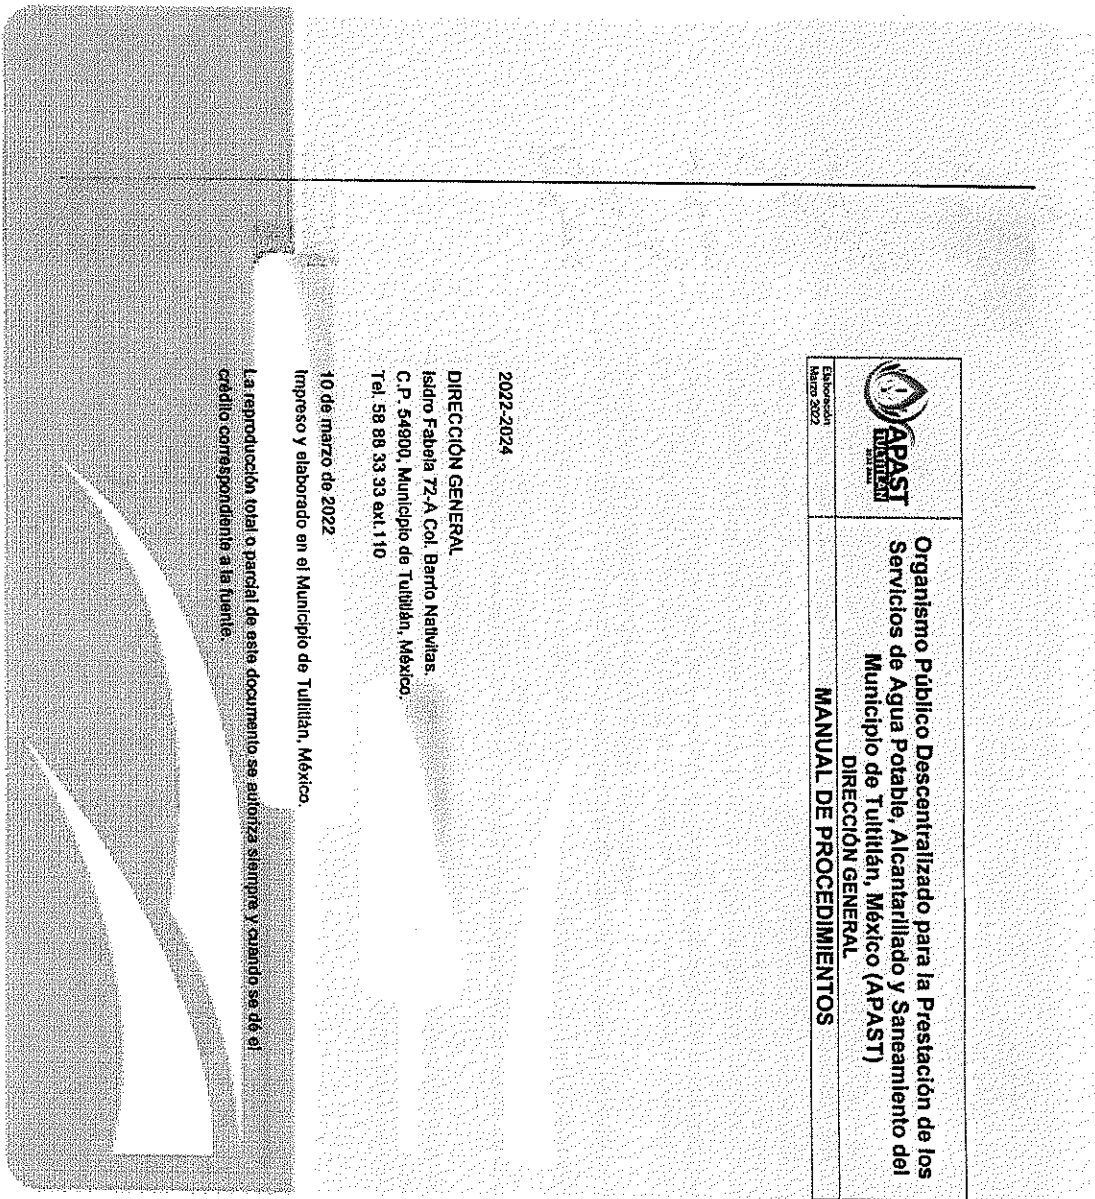 APAST
TULTITLÁN
Elaboración
Marzo 2022
Organismo Público Descentralizado para la Prestación de los
Servicios de Agua Potable, Alcantarillado y Saneamiento del
Municipio de Tultitlán, México (APAST)
DIRECCIÓN GENERAL
MANUAL DE PROCEDIMIENTOS
2022-2024
DIRECCIÓN GENERAL
Isidro Fabela 72-A Col. Barrio Nativitas.
C.P. 54900, Municipio de Tultitlán, México.
Tel. 58 88 33 33 ext.110
10 de marzo de 2022
Impreso y elaborado en el Municipio de Tultitlán, México.
La reproducción total o parcial de este documento se autoriza siempre y cuando se dé el
crédito correspondiente a la fuente.